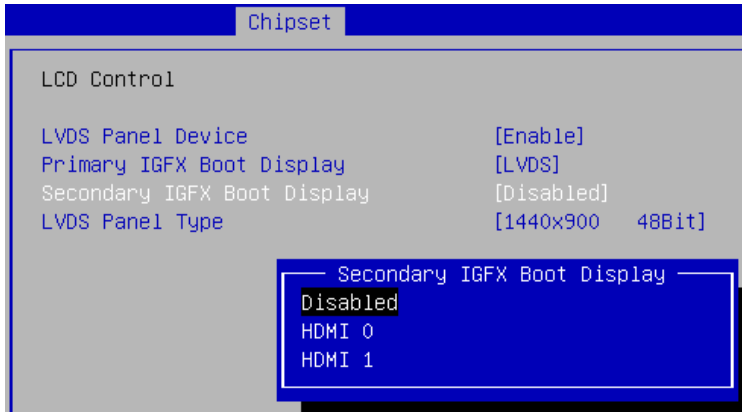 Chipset
LCD Control
LVDS Panel Device [Enable]
Primary IGFX Boot Display [LVDS]
Secondary IGFX Boot Display [Disabled]
LVDS Panel Type [1440x900 48Bit]
Secondary IGFX Boot Display
Disabled
HDMI 0
HDMI 1